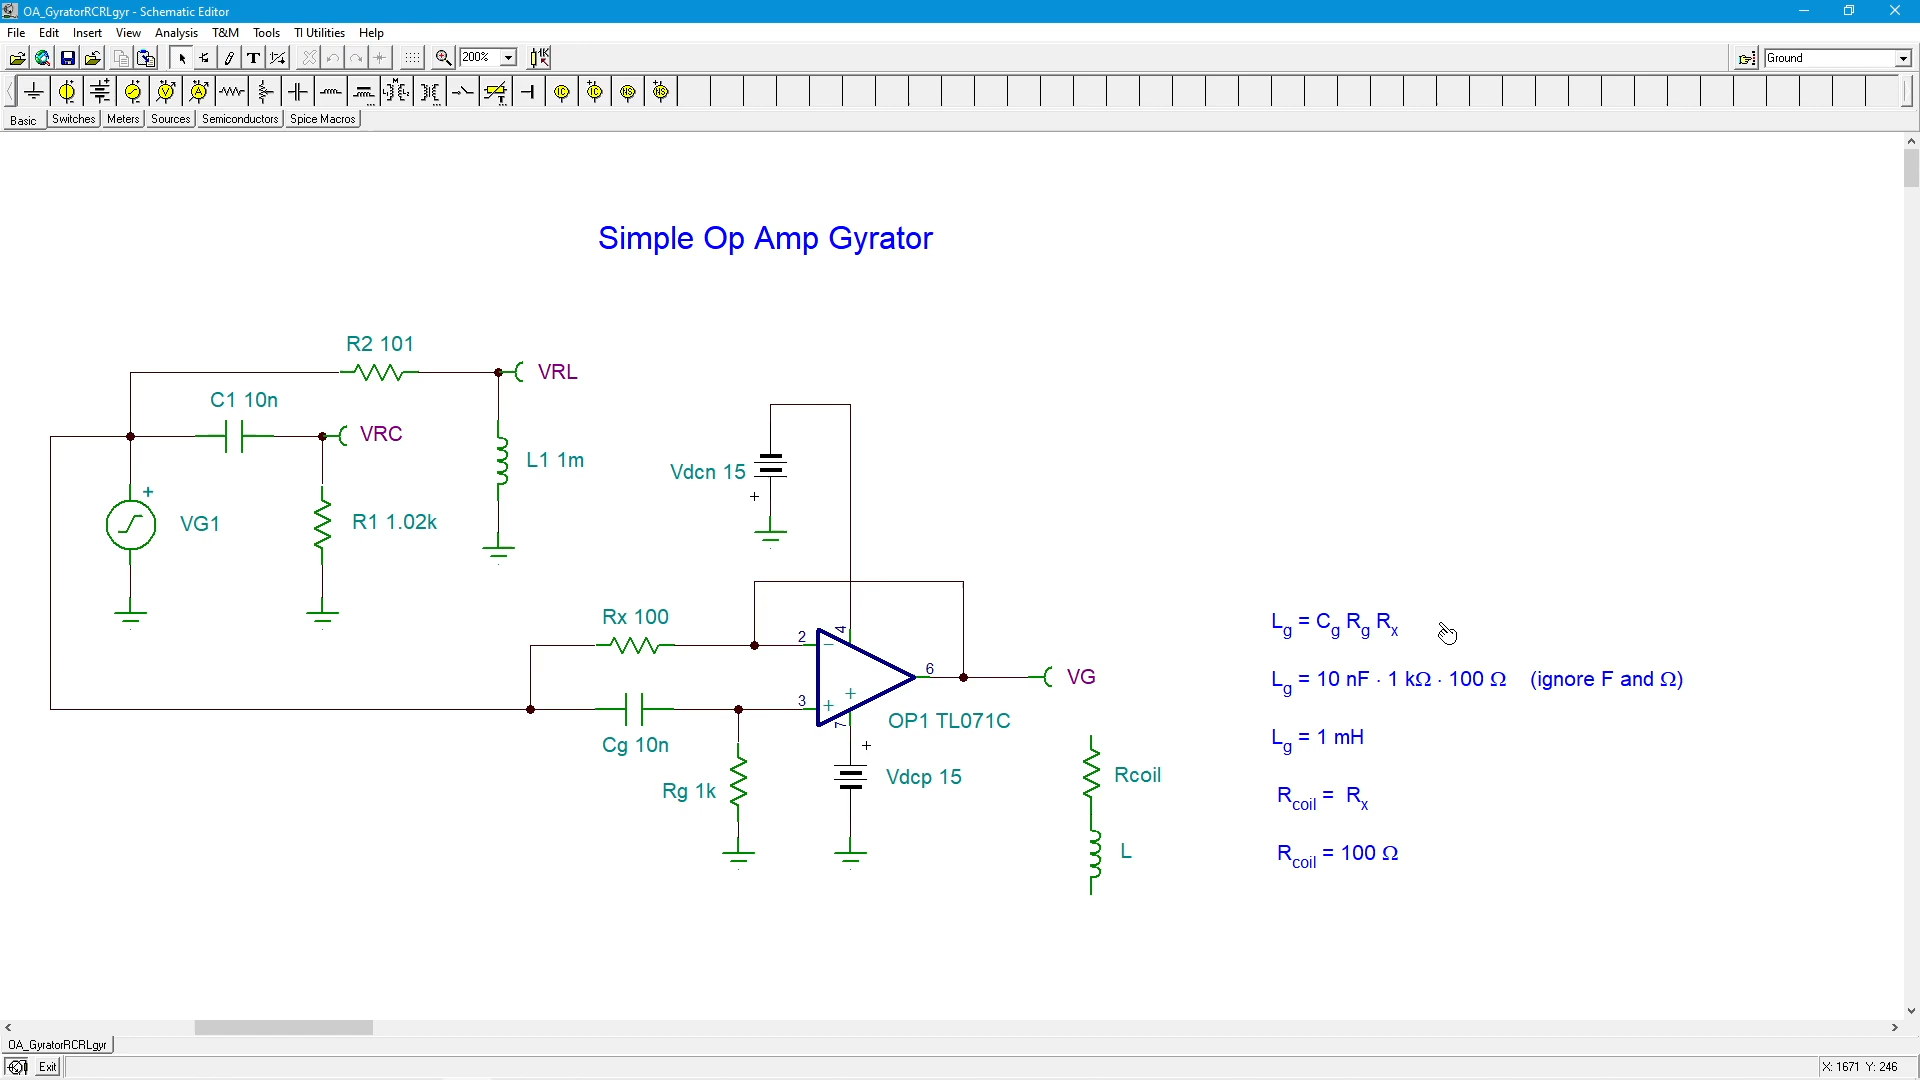 OA_GyratorRCRLgyr - Schematic Editor
File Edit Insert View Analysis T&M Tools TI Utilities Help
200%
Ground
Basic Switches Meters Sources Semiconductors Spice Macros
Simple Op Amp Gyrator
R2 101
VRL
C1 10n
VRC
L1 1m
Vdcn 15
+
+
VG1
R1 1.02k
Rx 100
2
4
6
VG
3
7
OP1 TL071C
Cg 10n
+
Vdcp 15
Rg 1k
Rcoil
L
Lg = Cg Rg Rx
Lg = 10 nF · 1 kΩ · 100 Ω (ignore F and Ω)
Lg = 1 mH
Rcoil = Rx
Rcoil = 100 Ω
OA_GyratorRCRLgyr
Exit
X: 1671 Y: 246